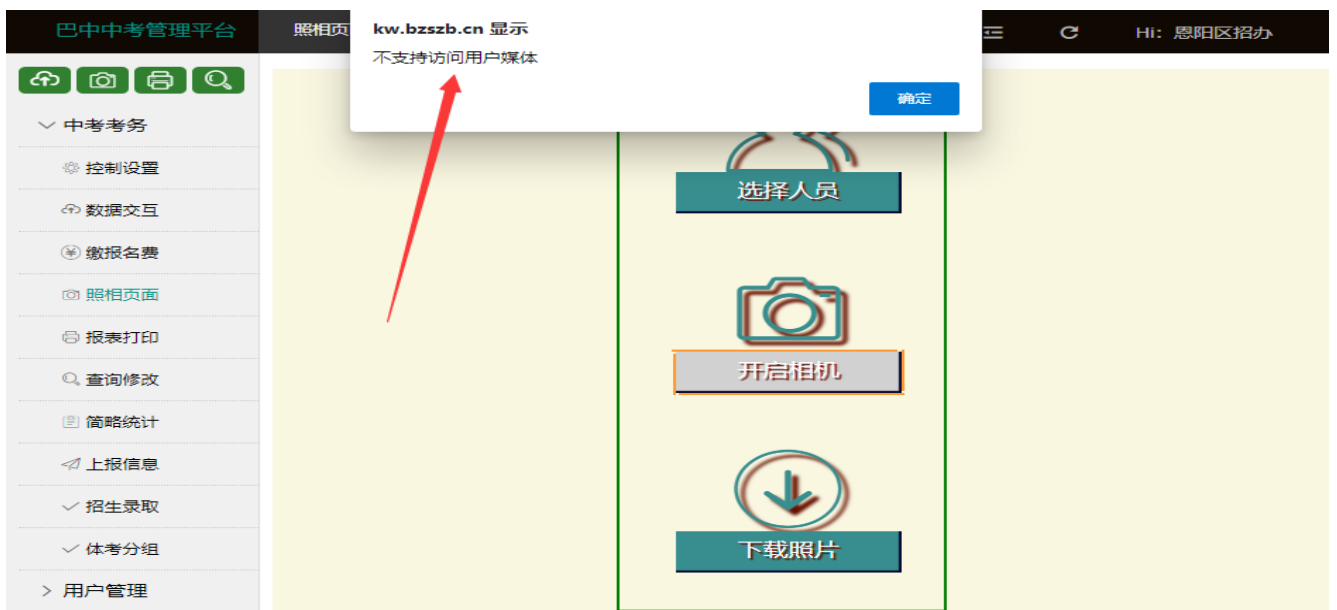 巴中中考管理平台
照相页
kw.bzszb.cn 显示
不支持访问用户媒体
确定
Hi: 恩阳区招办
中考考务
控制设置
数据交互
缴报名费
照相页面
报表打印
查询修改
简略统计
上报信息
招生录取
体考分组
用户管理
选择人员
开启相机
下载照片